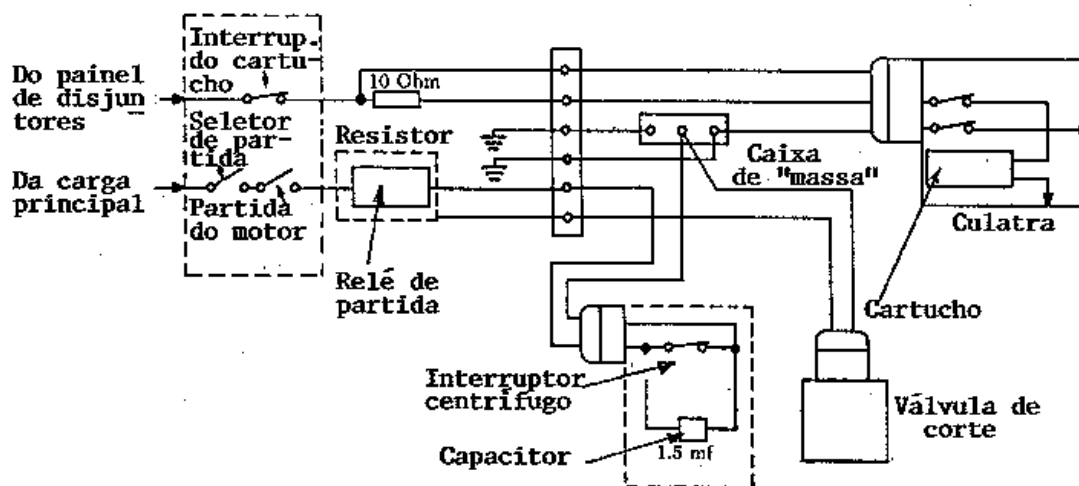 Interrup.
do cartu-
cho
Do painel
de disjun
tores
10 Ohm
Seletor
de par-
tida
Resistor
Da carga
principal
Partida
do motor
Relé de
partida
Caixa
de "massa"
Culatra
Cartucho
Interruptor
centrífugo
Capacitor
1.5 mf
Válvula de
corte